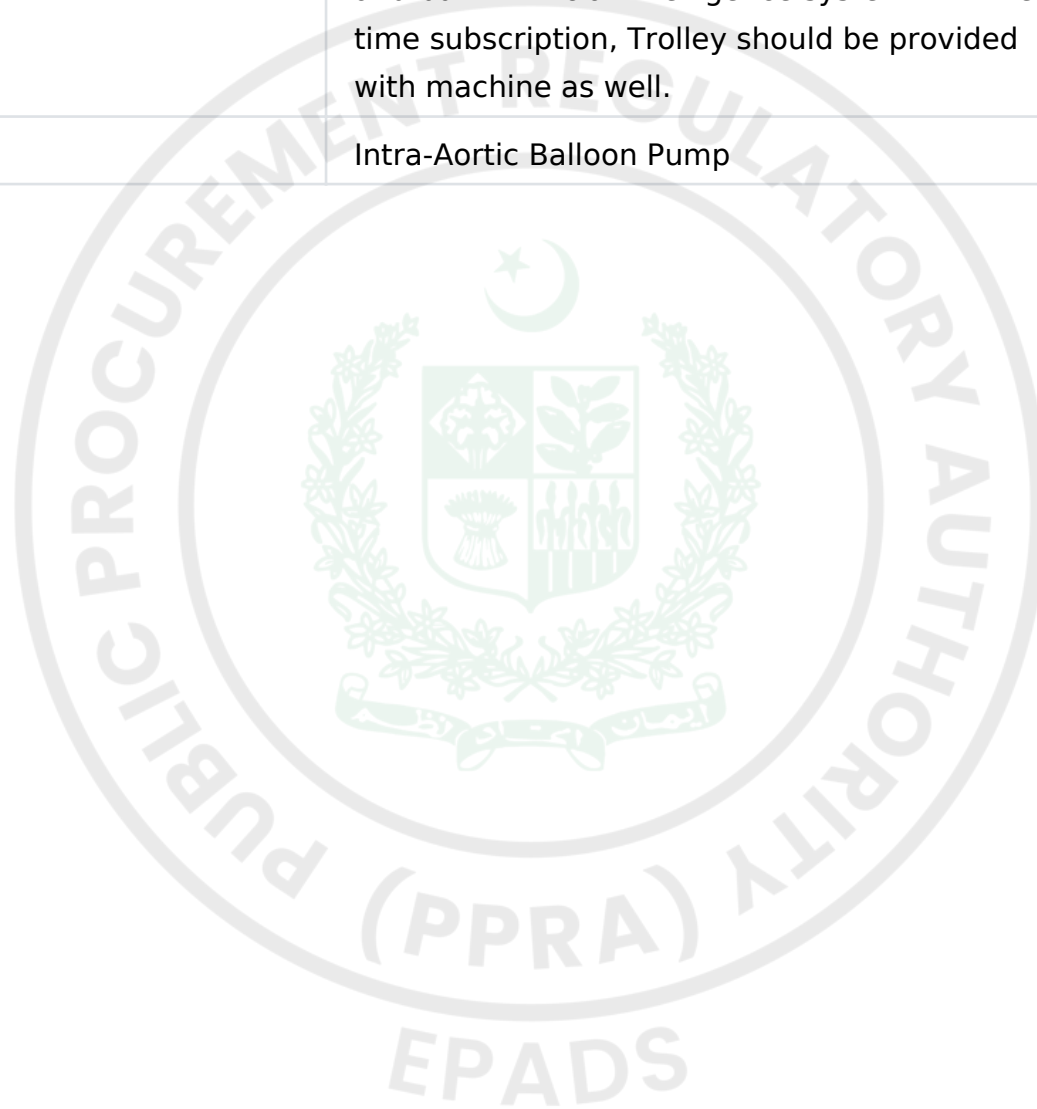 time subscription, Trolley should be provided
with machine as well.
Intra-Aortic Balloon Pump
PUBLIC PROCUREMENT REGULATORY AUTHORITY
(PPRA)
EPADS